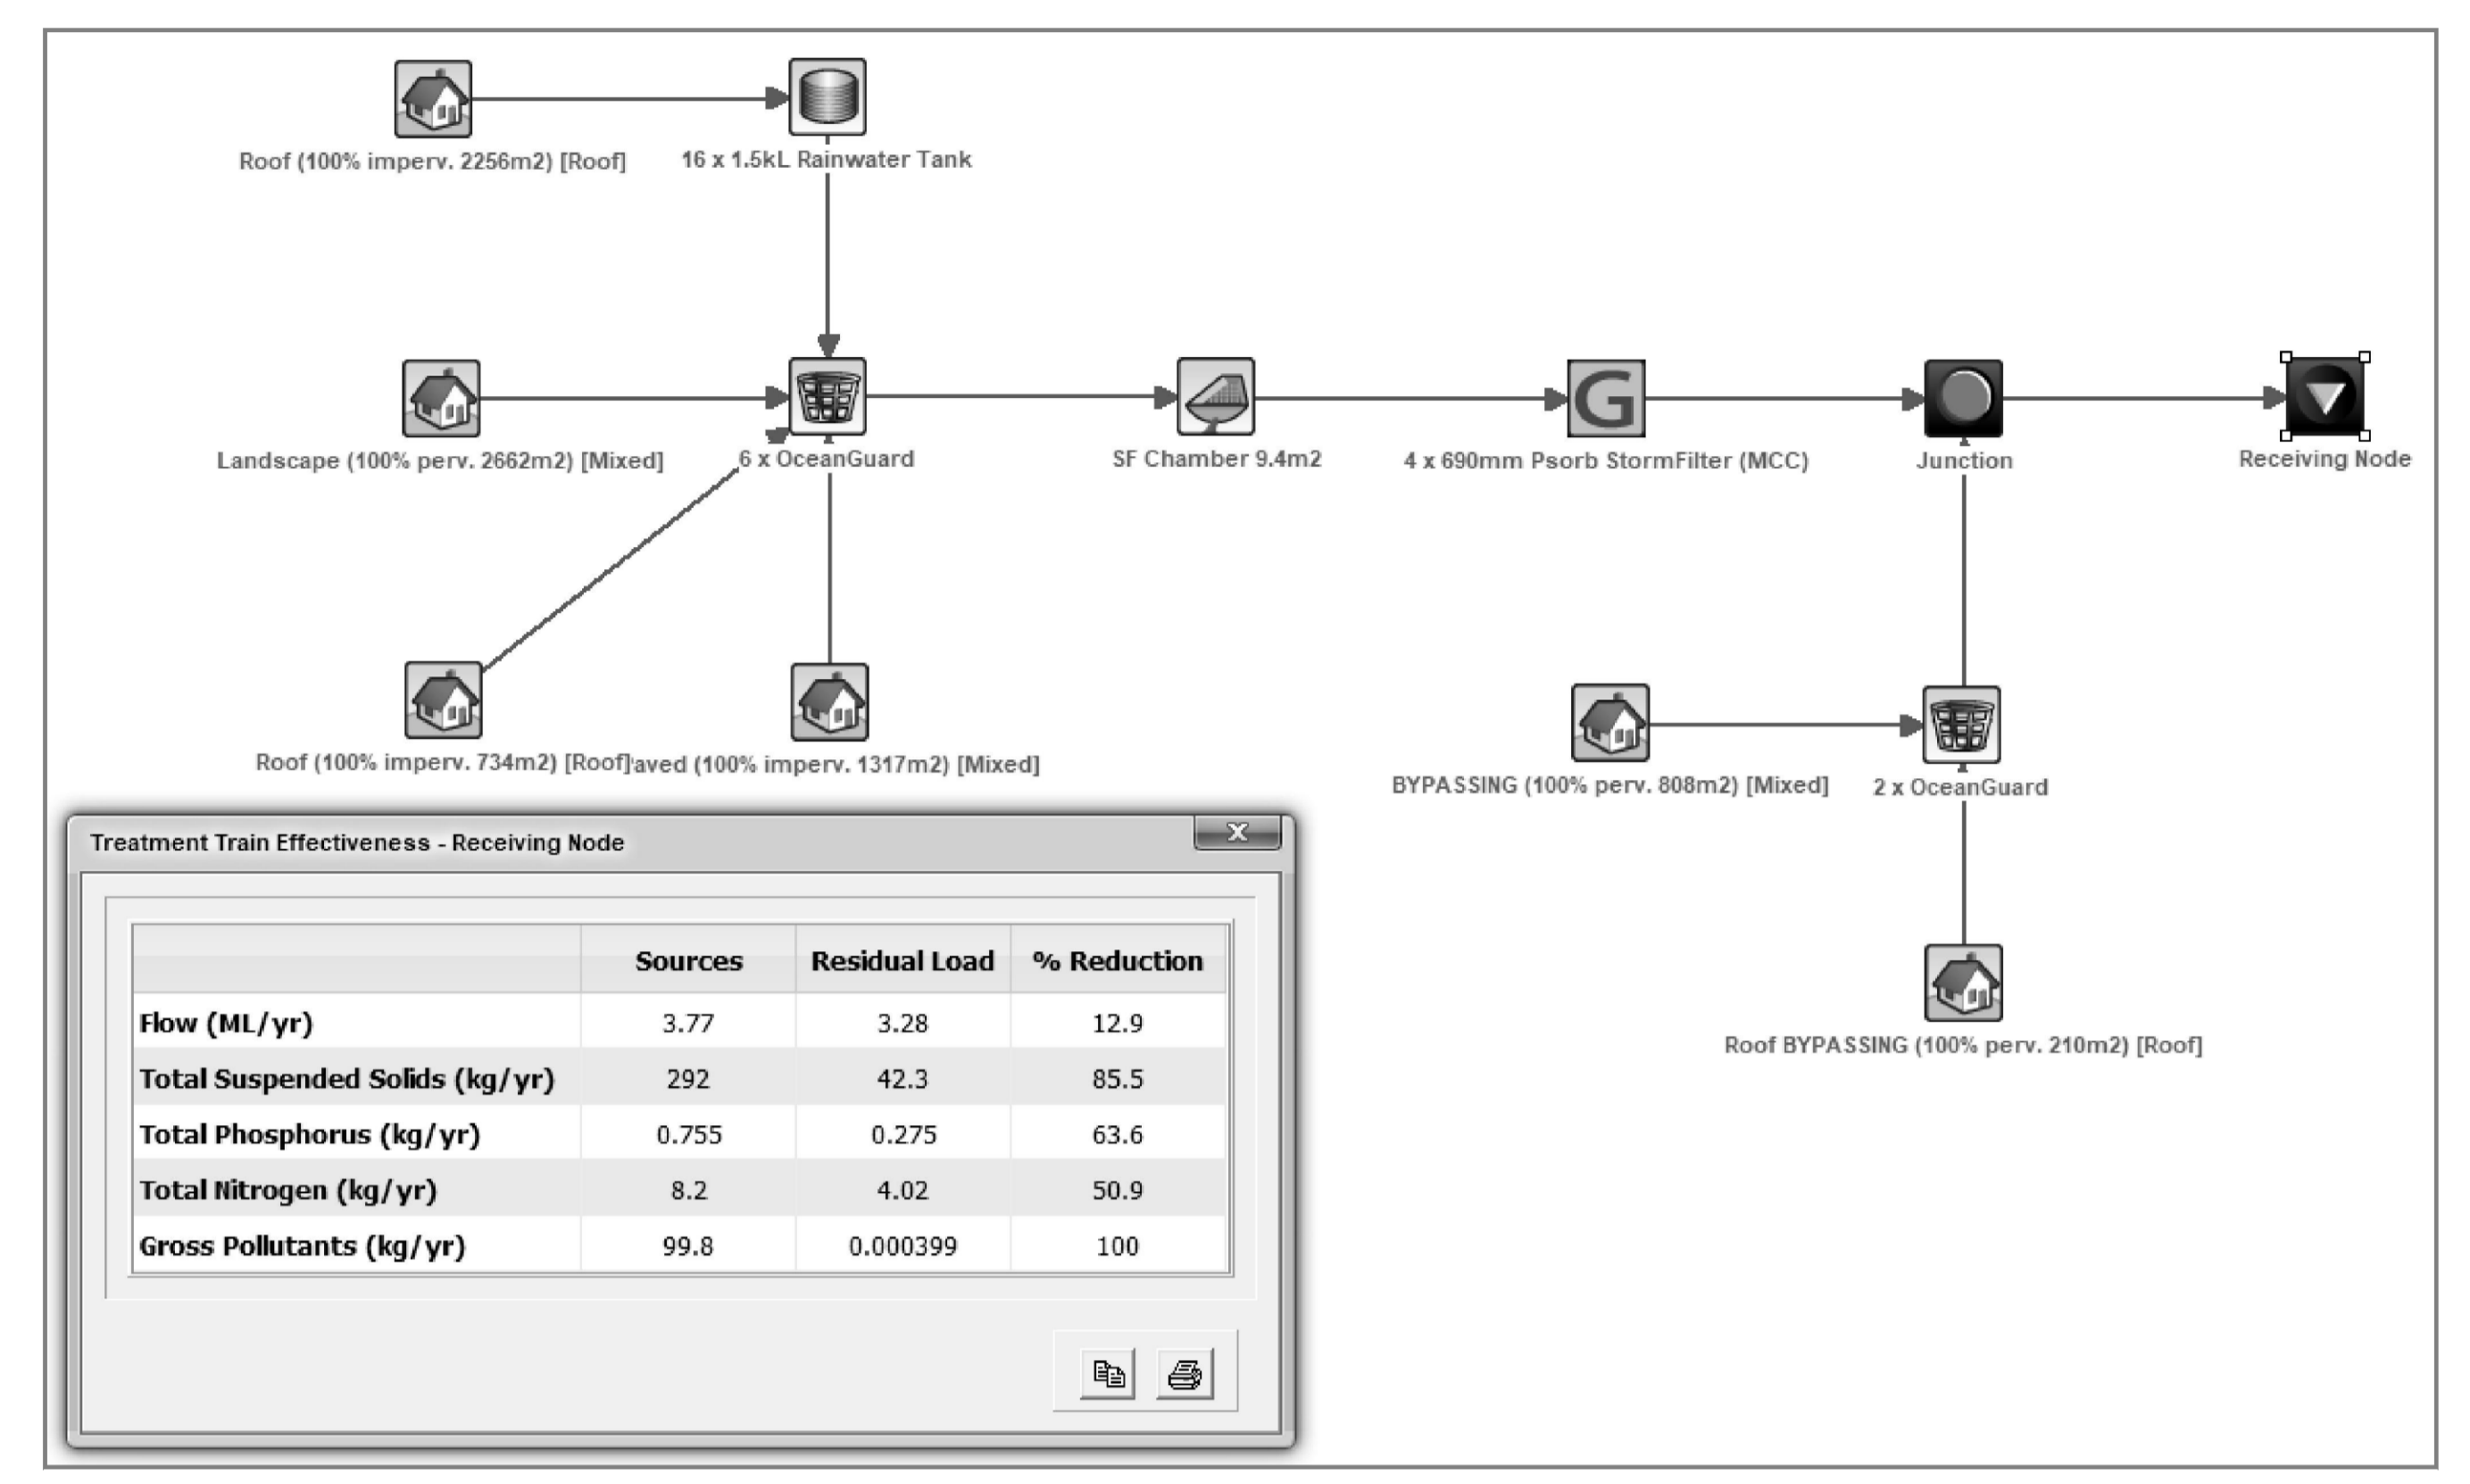 Roof (100% imperv. 2256m2) [Roof]
16 x 1.5kL Rainwater Tank
Landscape (100% perv. 2662m2) [Mixed]
6 x OceanGuard
SF Chamber 9.4m2
G
4 x 690mm Psorb StormFilter (MCC)
Junction
Receiving Node
Roof (100% imperv. 734m2) [Roof]
aved (100% imperv. 1317m2) [Mixed]
BYPASSING (100% perv. 808m2) [Mixed]
2 x OceanGuard
Roof BYPASSING (100% perv. 210m2) [Roof]
Treatment Train Effectiveness - Receiving Node
X
Sources Residual Load % Reduction
Flow (ML/yr) 3.77 3.28 12.9
Total Suspended Solids (kg/yr) 292 42.3 85.5
Total Phosphorus (kg/yr) 0.755 0.275 63.6
Total Nitrogen (kg/yr) 8.2 4.02 50.9
Gross Pollutants (kg/yr) 99.8 0.000399 100